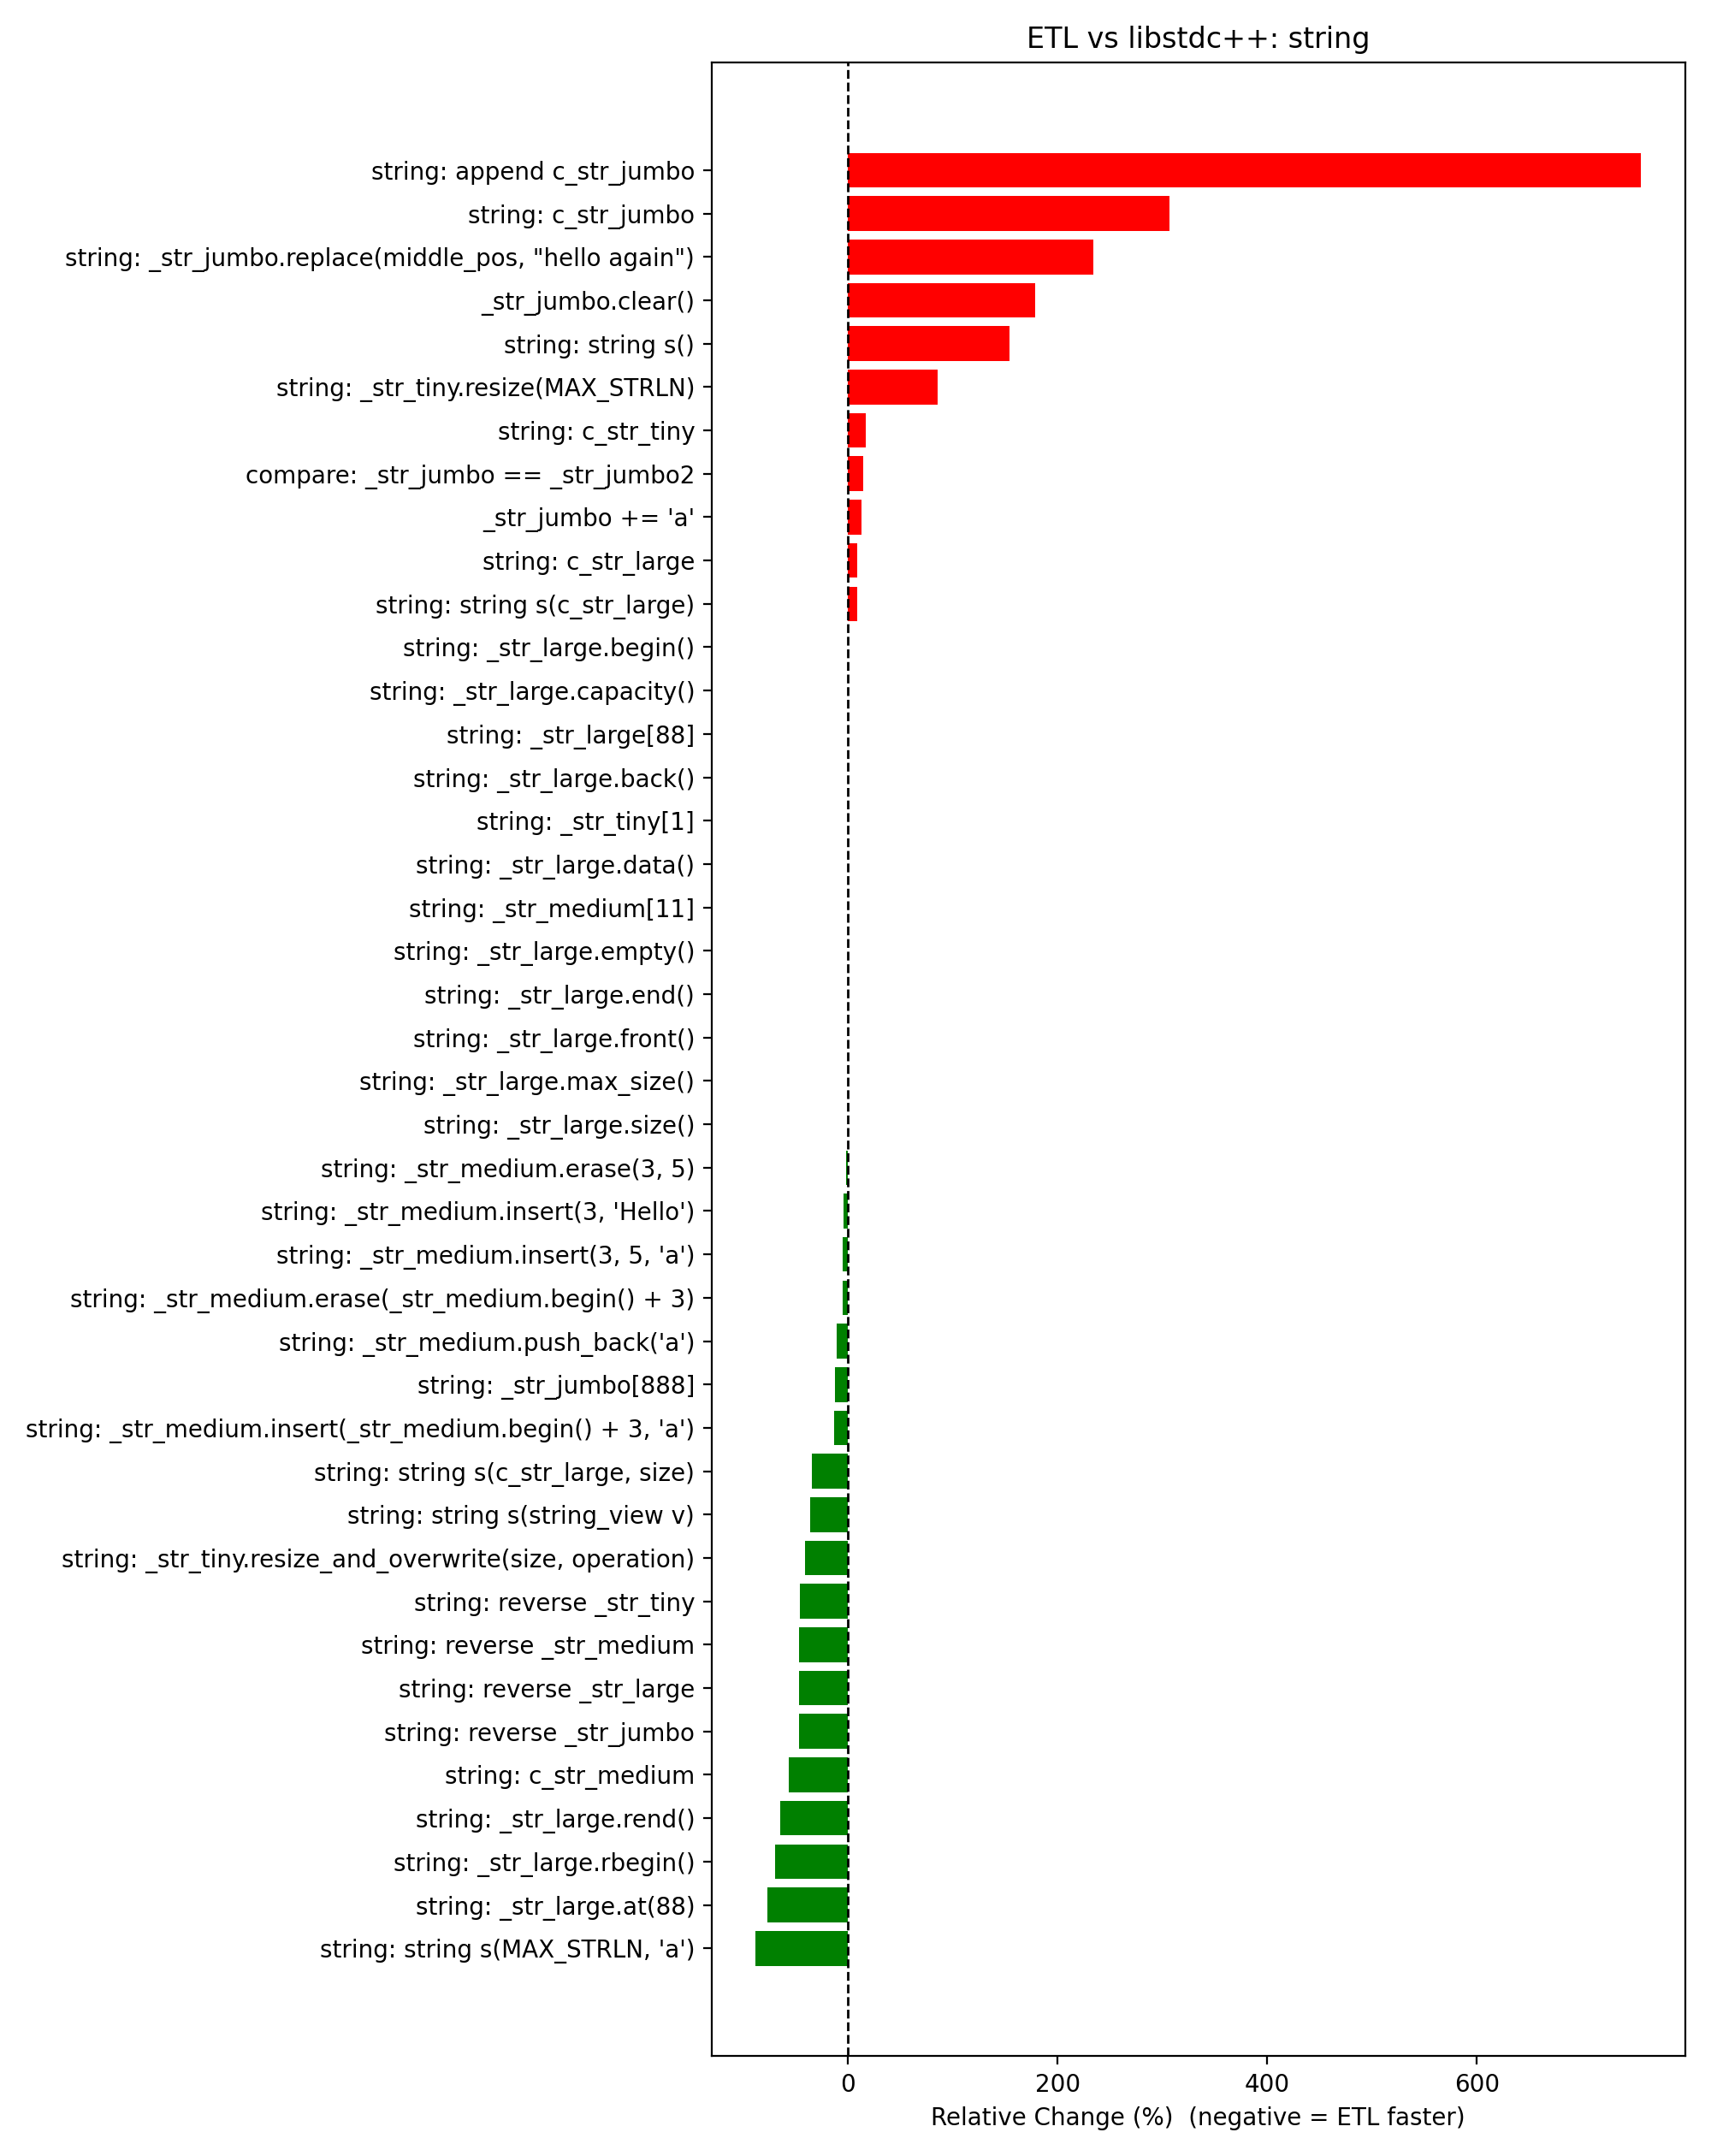 ETL vs libstdc++: string
string: append c_str_jumbo
string: c_str_jumbo
string: _str_jumbo.replace(middle_pos, "hello again")
_str_jumbo.clear()
string: string s()
string: _str_tiny.resize(MAX_STRLN)
string: c_str_tiny
compare: _str_jumbo == _str_jumbo2
_str_jumbo += 'a'
string: c_str_large
string: string s(c_str_large)
string: _str_large.begin()
string: _str_large.capacity()
string: _str_large[88]
string: _str_large.back()
string: _str_tiny[1]
string: _str_large.data()
string: _str_medium[11]
string: _str_large.empty()
string: _str_large.end()
string: _str_large.front()
string: _str_large.max_size()
string: _str_large.size()
string: _str_medium.erase(3, 5)
string: _str_medium.insert(3, 'Hello')
string: _str_medium.insert(3, 5, 'a')
string: _str_medium.erase(_str_medium.begin() + 3)
string: _str_medium.push_back('a')
string: _str_jumbo[888]
string: _str_medium.insert(_str_medium.begin() + 3, 'a')
string: string s(c_str_large, size)
string: string s(string_view v)
string: _str_tiny.resize_and_overwrite(size, operation)
string: reverse _str_tiny
string: reverse _str_medium
string: reverse _str_large
string: reverse _str_jumbo
string: c_str_medium
string: _str_large.rend()
string: _str_large.rbegin()
string: _str_large.at(88)
string: string s(MAX_STRLN, 'a')
0 200 400 600
Relative Change (%)  (negative = ETL faster)